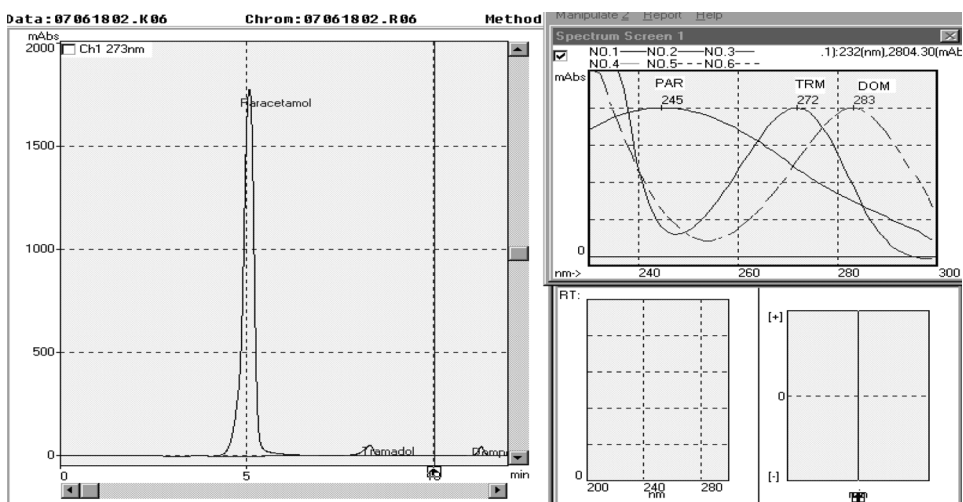 Data:07061802.K06 Chrom:07061802.R06 Method
mAbs
2000
Ch1 273nm
Paracetamol
1500
1000
500
0
Tramadol
0 5 min
Manipulate 2 Report Help
Spectrum Screen 1
NO.1 NO.2 NO.3 .1):232(nm),2804.30(mAb
NO.4 NO.5 NO.6
mAbs
PAR TRM DOM
245 272 283
0
nm-> 240 260 280 300
RT:
0
200 240 280
nm
[+]
0
[-]